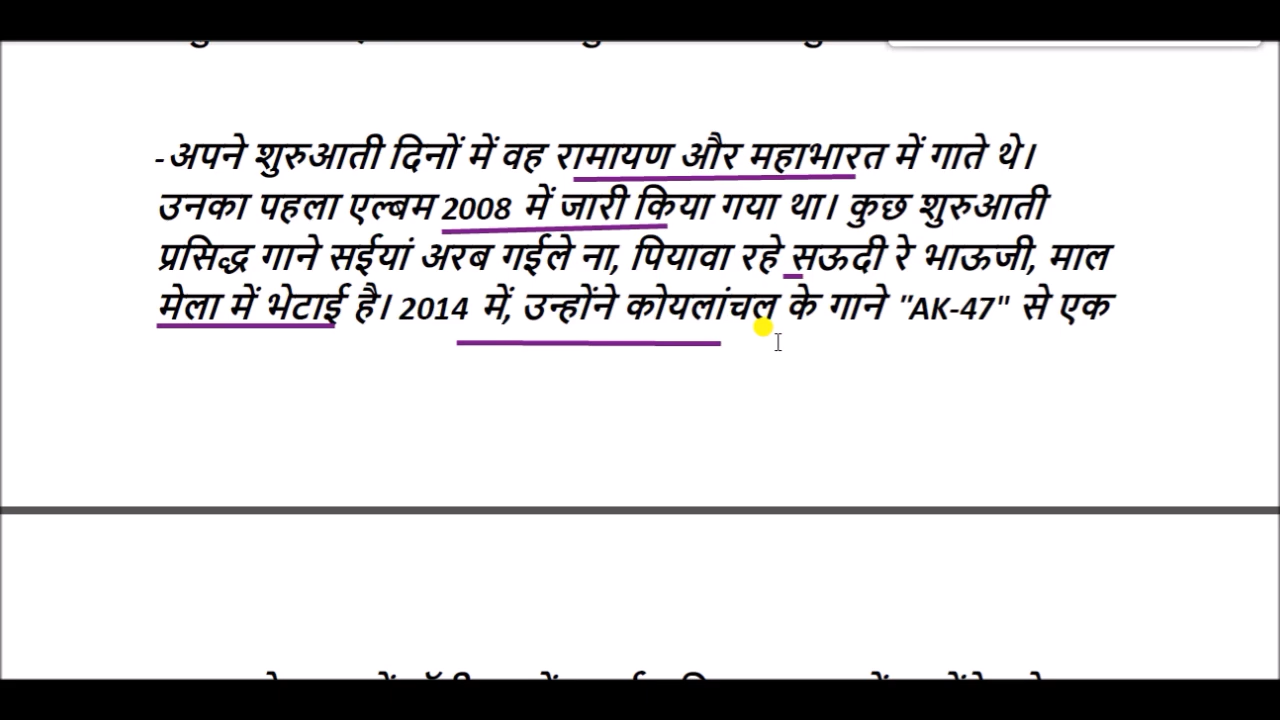 -अपने शुरुआती दिनों में वह रामायण और महाभारत में गाते थे।
उनका पहला एल्बम 2008 में जारी किया गया था। कुछ शुरुआती
प्रसिद्ध गाने सईयां अरब गईले ना, पियावा रहे सऊदी रे भाऊजी, माल
मेला में भेटाई है। 2014 में, उन्होंने कोयलांचल के गाने "AK-47" से एक